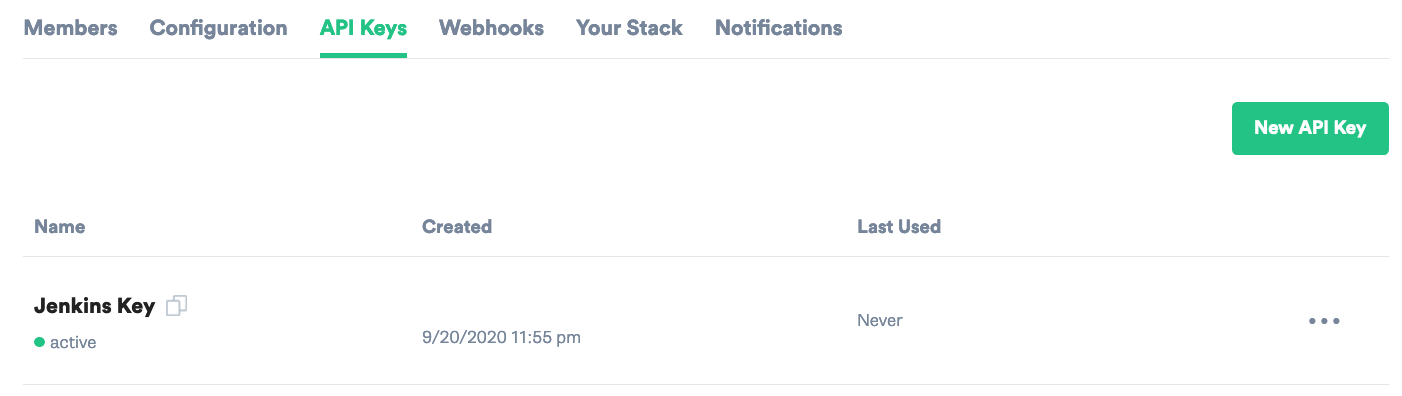 Members Configuration API Keys Webhooks Your Stack Notifications
New API Key
Name Created Last Used
Jenkins Key
active
9/20/2020 11:55 pm
Never